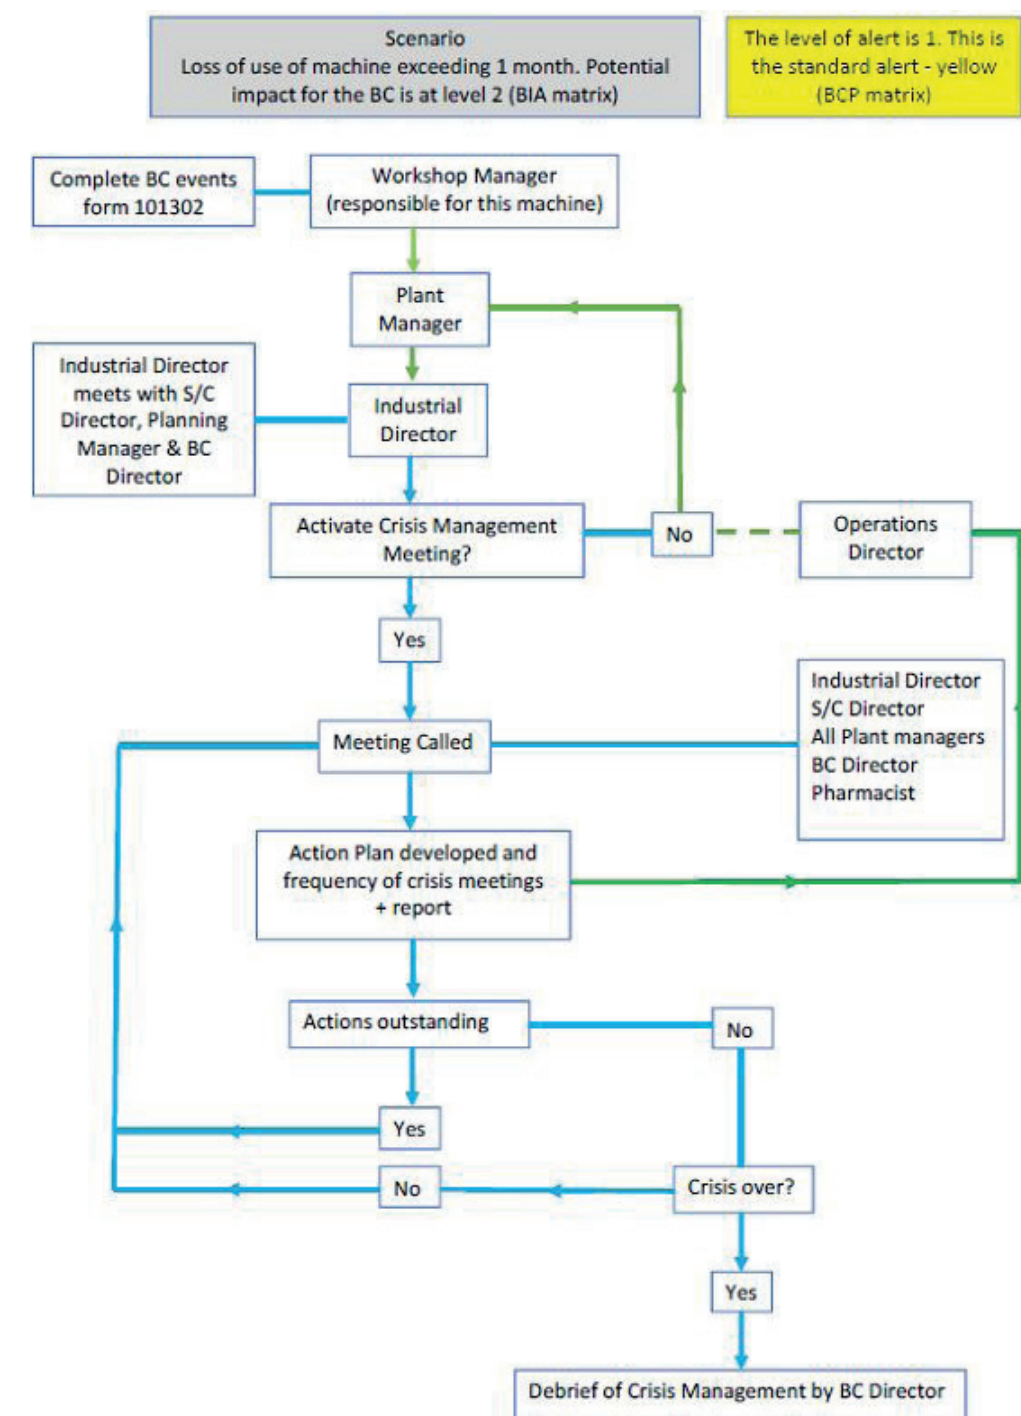 Scenario
Loss of use of machine exceeding 1 month. Potential
impact for the BC is at level 2 (BIA matrix)
The level of alert is 1. This is
the standard alert - yellow
(BCP matrix)
Complete BC events
form 101302
Workshop Manager
(responsible for this machine)
Plant
Manager
Industrial Director
meets with S/C
Director, Planning
Manager & BC
Director
Industrial
Director
Activate Crisis Management
Meeting?
No
Operations
Director
Yes
Meeting Called
Industrial Director
S/C Director
All Plant managers
BC Director
Pharmacist
Action Plan developed and
frequency of crisis meetings
+ report
Actions outstanding
No
Yes
No
Crisis over?
Yes
Debrief of Crisis Management by BC Director